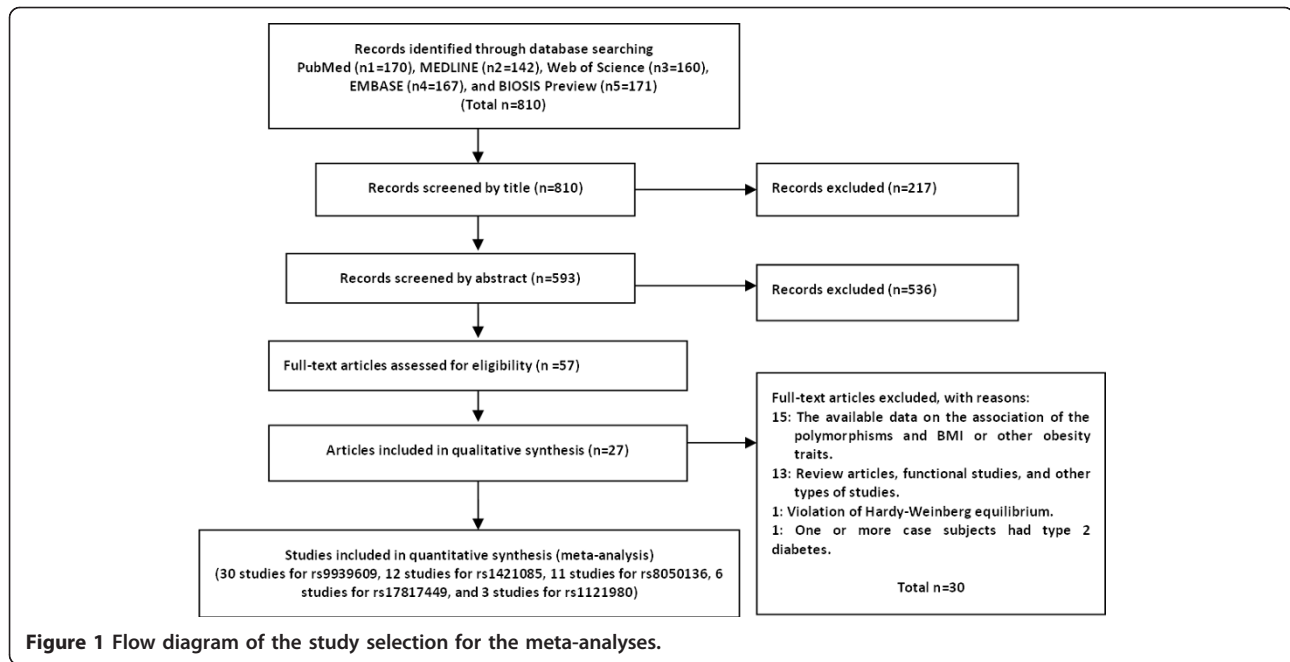 Records identified through database searching
PubMed (n1=170), MEDLINE (n2=142), Web of Science (n3=160),
EMBASE (n4=167), and BIOSIS Preview (n5=171)
(Total n=810)
Records screened by title (n=810)
Records excluded (n=217)
Records screened by abstract (n=593)
Records excluded (n=536)
Full-text articles assessed for eligibility (n =57)
Articles included in qualitative synthesis (n=27)
Full-text articles excluded, with reasons:
15: The available data on the association of the
polymorphisms and BMI or other obesity
traits.
13: Review articles, functional studies, and other
types of studies.
1: Violation of Hardy-Weinberg equilibrium.
1: One or more case subjects had type 2
diabetes.
Total n=30
Studies included in quantitative synthesis (meta-analysis)
(30 studies for rs9939609, 12 studies for rs1421085, 11 studies for rs8050136, 6
studies for rs17817449, and 3 studies for rs1121980)
Figure 1 Flow diagram of the study selection for the meta-analyses.